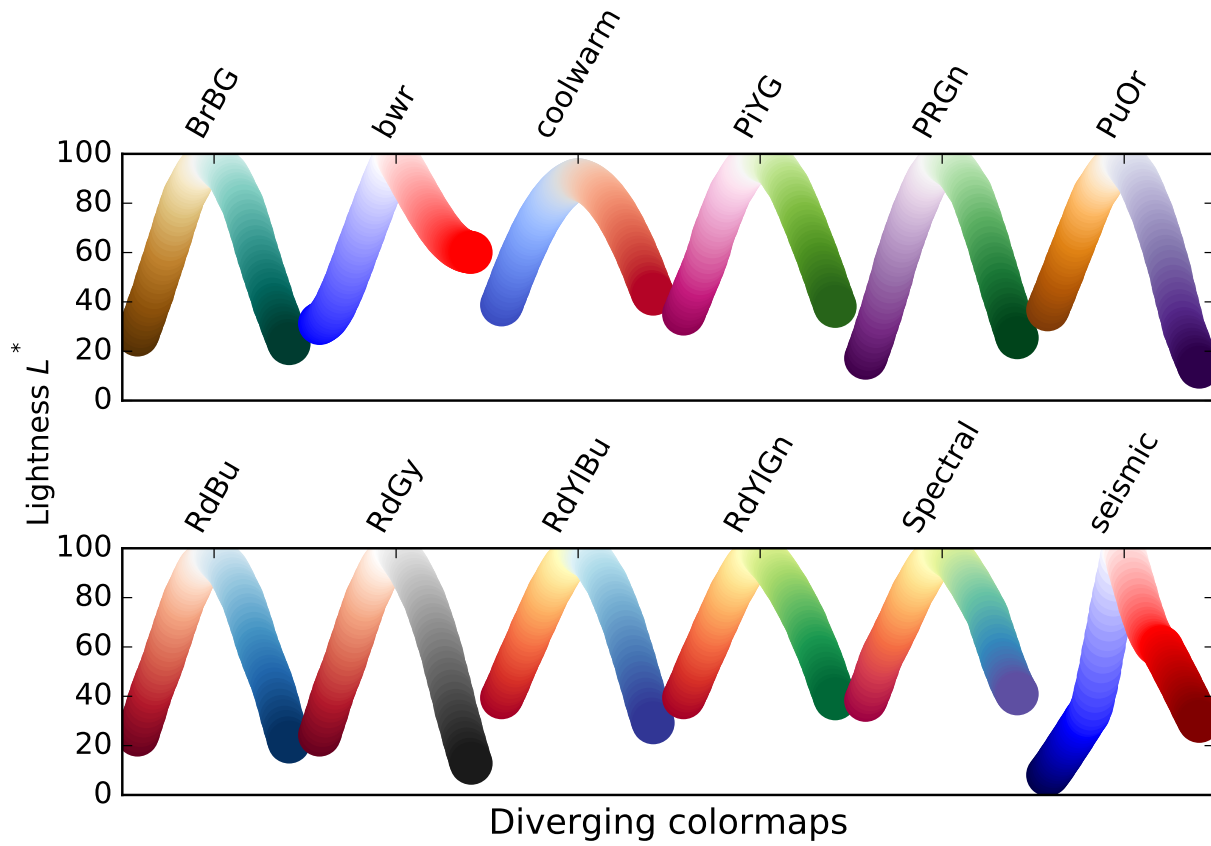 BrBG
bwr
coolwarm
PiYG
PRGn
PuOr
100
80
60
40
20
0
Lightness L*
RdBu
RdGy
RdYlBu
RdYlGn
Spectral
seismic
100
80
60
40
20
0
Diverging colormaps